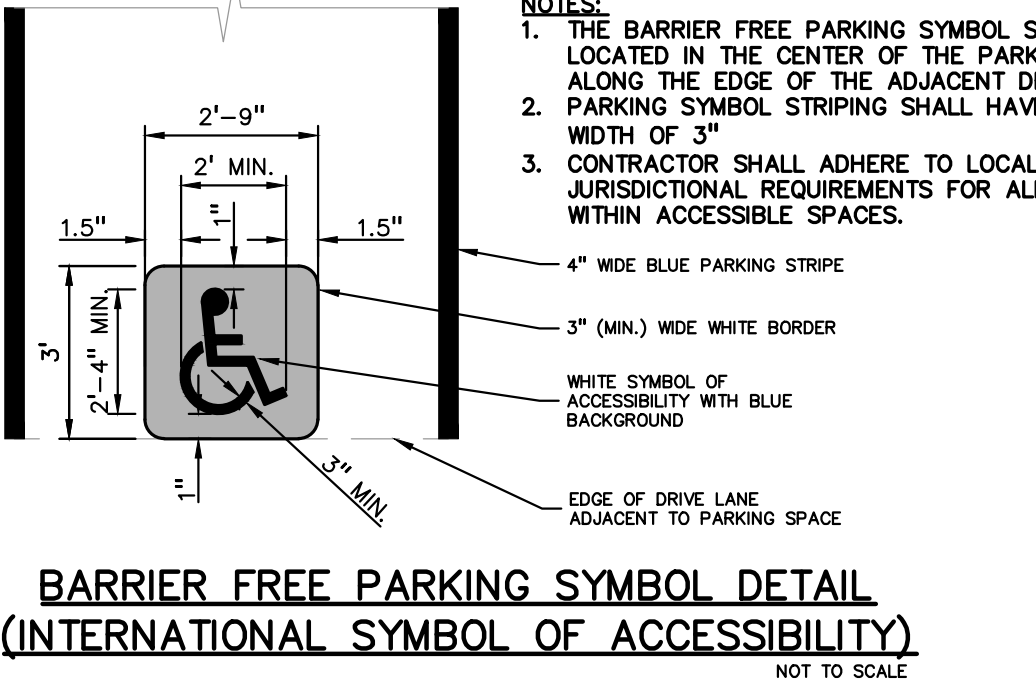 NOTES:
1. THE BARRIER FREE PARKING SYMBOL
LOCATED IN THE CENTER OF THE
ALONG THE EDGE OF THE ADJACENT
2. PARKING SYMBOL STRIPING SHALL
WIDTH OF 3"
3. CONTRACTOR SHALL ADHERE TO LOCAL
JURISDICTIONAL REQUIREMENTS FOR
WITHIN ACCESSIBLE SPACES.
2'-9"
2' MIN.
1"
1.5"
1.5"
3'
2'-4" MIN.
1"
3" MIN.
4" WIDE BLUE PARKING STRIPE
3" (MIN.) WIDE WHITE BORDER
WHITE SYMBOL OF
ACCESSIBILITY WITH BLUE
BACKGROUND
EDGE OF DRIVE LANE
ADJACENT TO PARKING SPACE
BARRIER FREE PARKING SYMBOL DETAIL
(INTERNATIONAL SYMBOL OF ACCESSIBILITY)
NOT TO SCALE